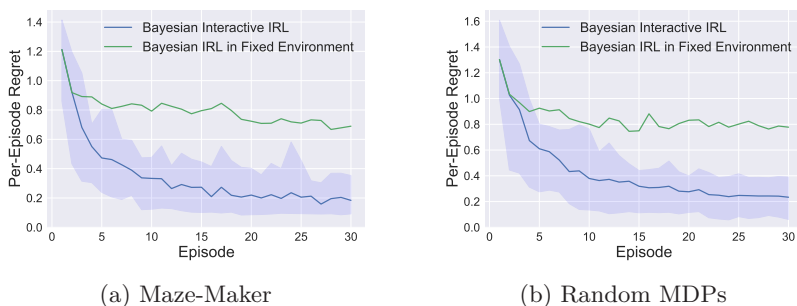 1.4
1.2
1.0
0.8
0.6
0.4
0.2
0.0
Per-Episode Regret
Bayesian Interactive IRL
Bayesian IRL in Fixed Environment
0 5 10 15 20 25 30
Episode
(a) Maze-Maker
1.6
1.4
1.2
1.0
0.8
0.6
0.4
0.2
0.0
Per-Episode Regret
Bayesian Interactive IRL
Bayesian IRL in Fixed Environment
0 5 10 15 20 25 30
Episode
(b) Random MDPs